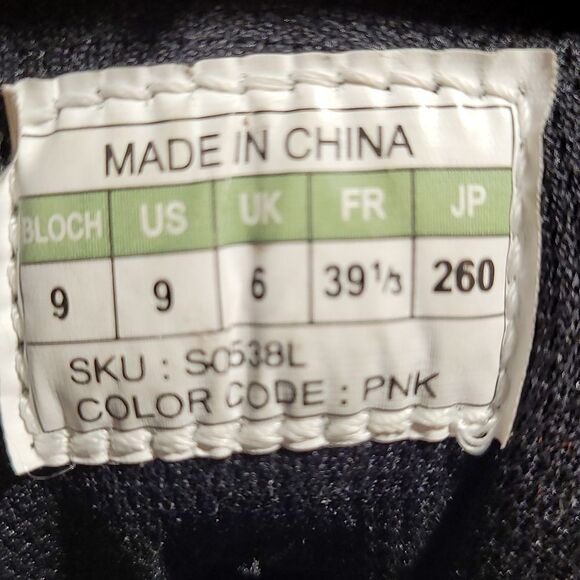 MADE IN CHINA
BLOCH US UK FR JP
9 9 6 39 1/3 260
SKU : S0538L
COLOR CODE : PNK